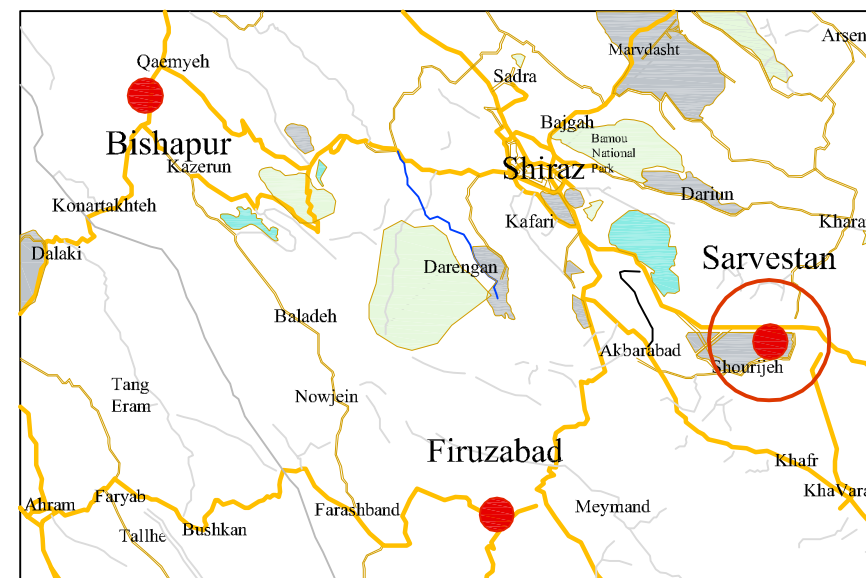 Arsen
Marvdasht
Qaemyeh
Sadra
Bajgah
Bishapur
Bamou
National
Park
Kazerun
Shiraz
Dariun
Konartakhteh
Kafari
Khara
Dalaki
Darengan
Sarvestan
Baladeh
Akbarabad
Shourijeh
Tang
Eram
Nowjein
Firuzabad
Khafr
Ahram
Faryab
Farashband
Meymand
KhaVara
Tallhe
Bushkan